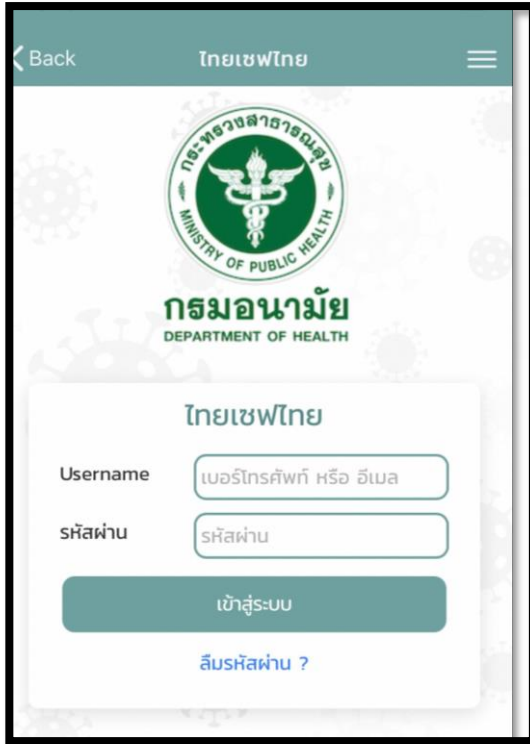 Back ไทยเซฟไทย
กระทรวงสาธารณสุข
MINISTRY OF PUBLIC HEALTH
กรมอนามัย
DEPARTMENT OF HEALTH
ไทยเซฟไทย
Username เบอร์โทรศัพท์ หรือ อีเมล
รหัสผ่าน รหัสผ่าน
เข้าสู่ระบบ
ลืมรหัสผ่าน ?